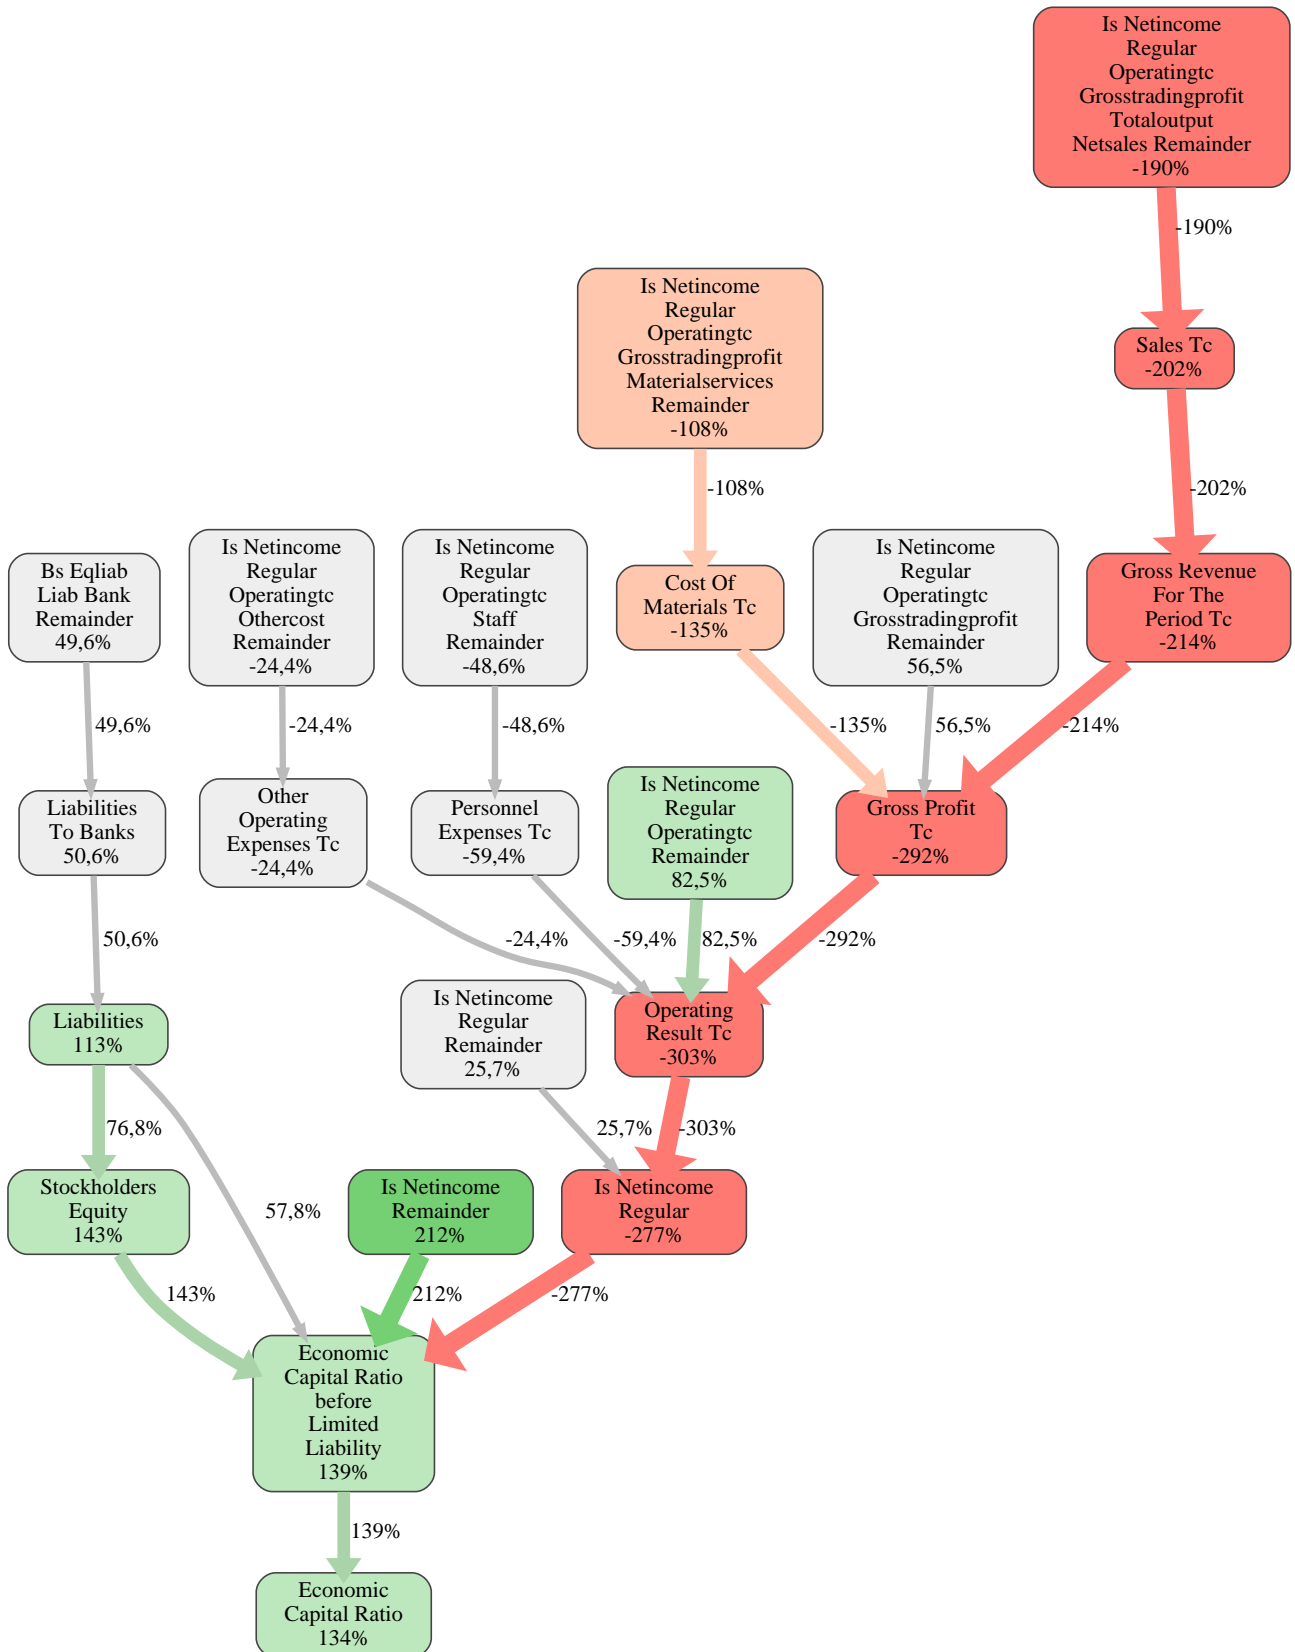 Is Netincome
Regular
Operatingtc
Grosstradingprofit
Totaloutput
Netsales Remainder
-190%
-190%
Is Netincome
Regular
Operatingtc
Grosstradingprofit
Materialservices
Remainder
-108%
Sales Tc
-202%
-108%
-202%
Bs Eqliab
Liab Bank
Remainder
49,6%
Is Netincome
Regular
Operatingtc
Othercost
Remainder
-24,4%
Is Netincome
Regular
Operatingtc
Staff
Remainder
-48,6%
Cost Of
Materials Tc
-135%
Is Netincome
Regular
Operatingtc
Grosstradingprofit
Remainder
56,5%
Gross Revenue
For The
Period Tc
-214%
49,6%
-24,4%
-48,6%
-135%
56,5%
-214%
Liabilities
To Banks
50,6%
Other
Operating
Expenses Tc
-24,4%
Personnel
Expenses Tc
-59,4%
Is Netincome
Regular
Operatingtc
Remainder
82,5%
Gross Profit
Tc
-292%
50,6%
-24,4%
-59,4%
82,5%
-292%
Liabilities
113%
Is Netincome
Regular
Remainder
25,7%
Operating
Result Tc
-303%
76,8%
25,7%
-303%
Stockholders
Equity
143%
57,8%
Is Netincome
Remainder
212%
Is Netincome
Regular
-277%
143%
212%
-277%
Economic
Capital Ratio
before
Limited
Liability
139%
139%
Economic
Capital Ratio
134%